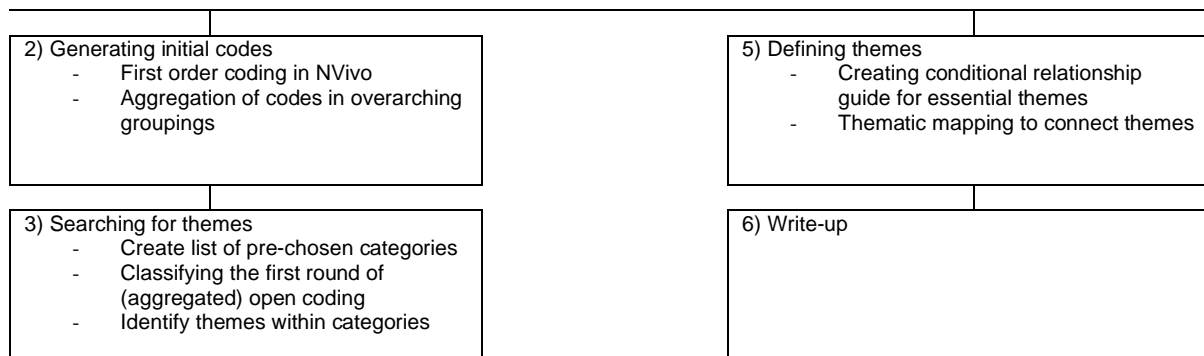 2) Generating initial codes
- First order coding in NVivo
- Aggregation of codes in overarching
groupings
3) Searching for themes
- Create list of pre-chosen categories
- Classifying the first round of
(aggregated) open coding
- Identify themes within categories
5) Defining themes
- Creating conditional relationship
guide for essential themes
- Thematic mapping to connect themes
6) Write-up